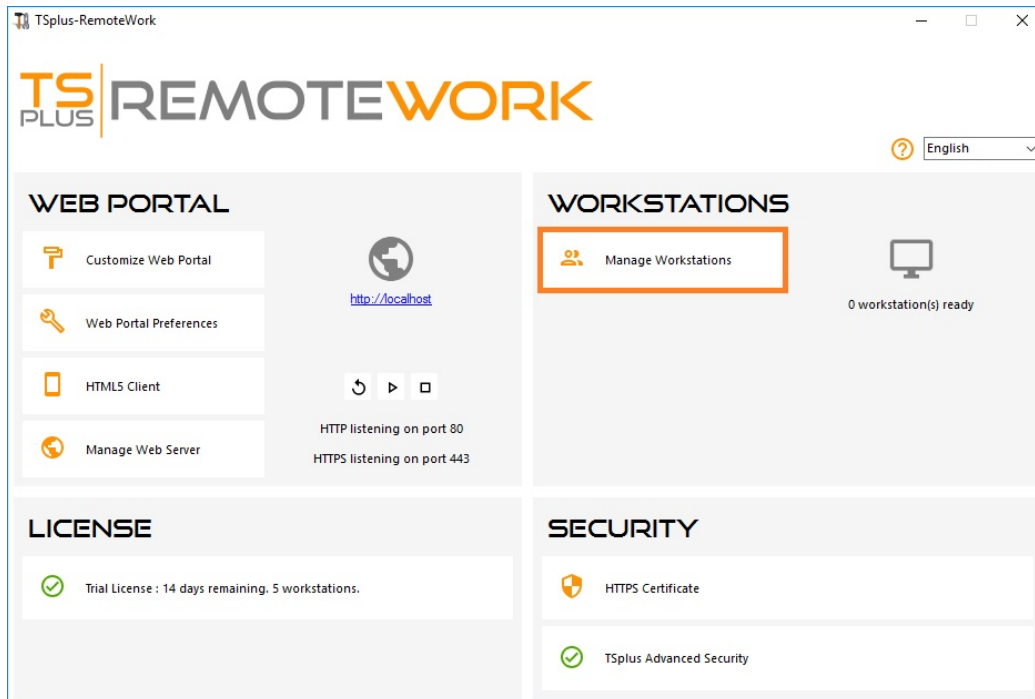 TSplus-RemoteWork
TS PLUS REMOTEWORK
English
WEB PORTAL
Customize Web Portal
Web Portal Preferences
HTML5 Client
Manage Web Server
http://localhost
HTTP listening on port 80
HTTPS listening on port 443
WORKSTATIONS
Manage Workstations
0 workstation(s) ready
LICENSE
Trial License : 14 days remaining. 5 workstations.
SECURITY
HTTPS Certificate
TSplus Advanced Security